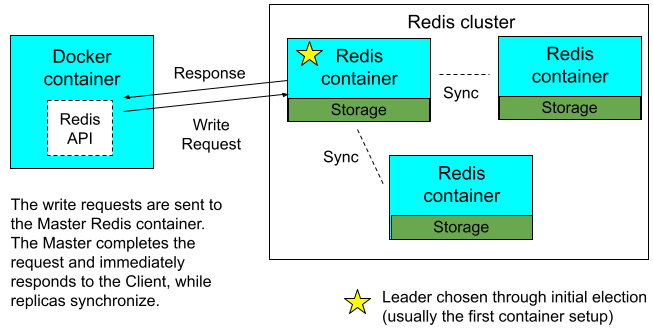 Redis cluster
Docker
container
Redis
API
Response
Write
Request
Redis
container
Storage
Sync
Redis
container
Storage
Sync
Redis
container
Storage
The write requests are sent to
the Master Redis container.
The Master completes the
request and immediately
responds to the Client, while
replicas synchronize.
Leader chosen through initial election
(usually the first container setup)